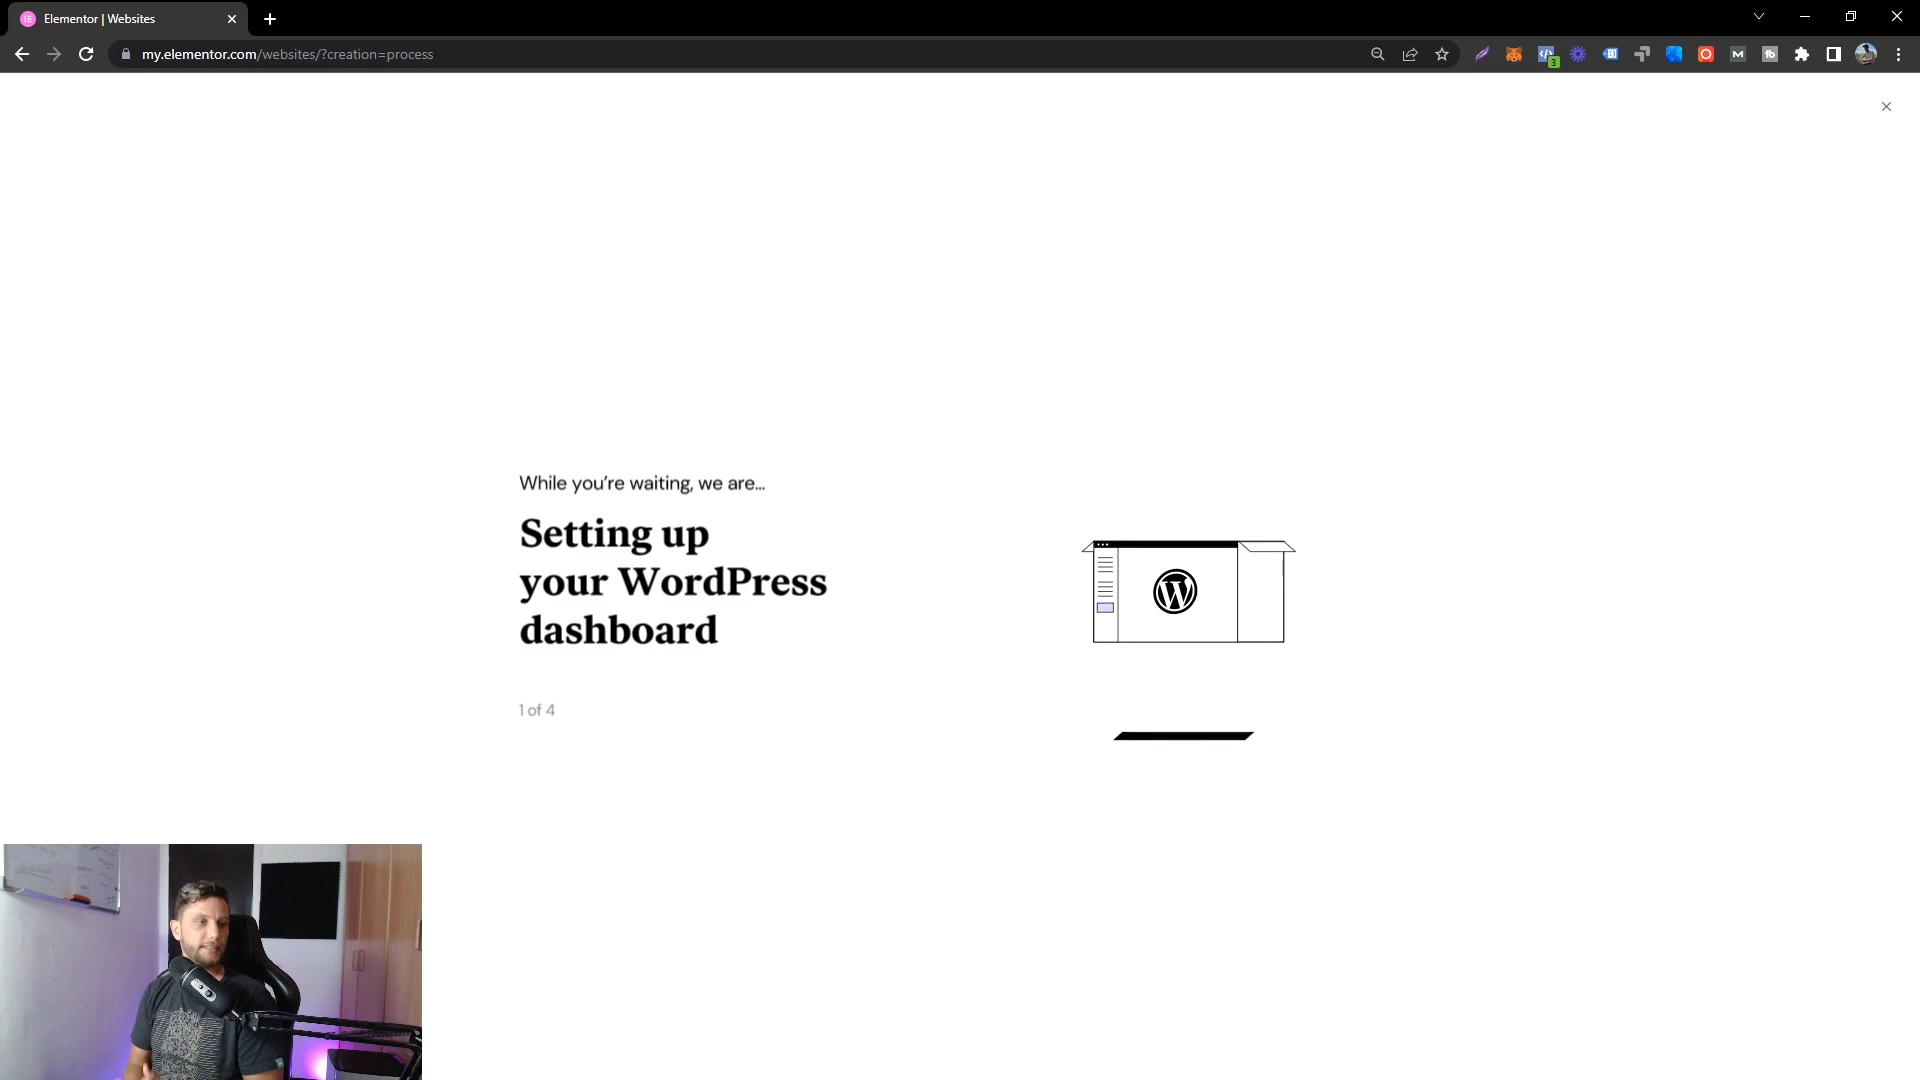 Elementor | Websites
my.elementor.com/websites/?creation=process
3
While you're waiting, we are...
Setting up
your WordPress
dashboard
1 of 4